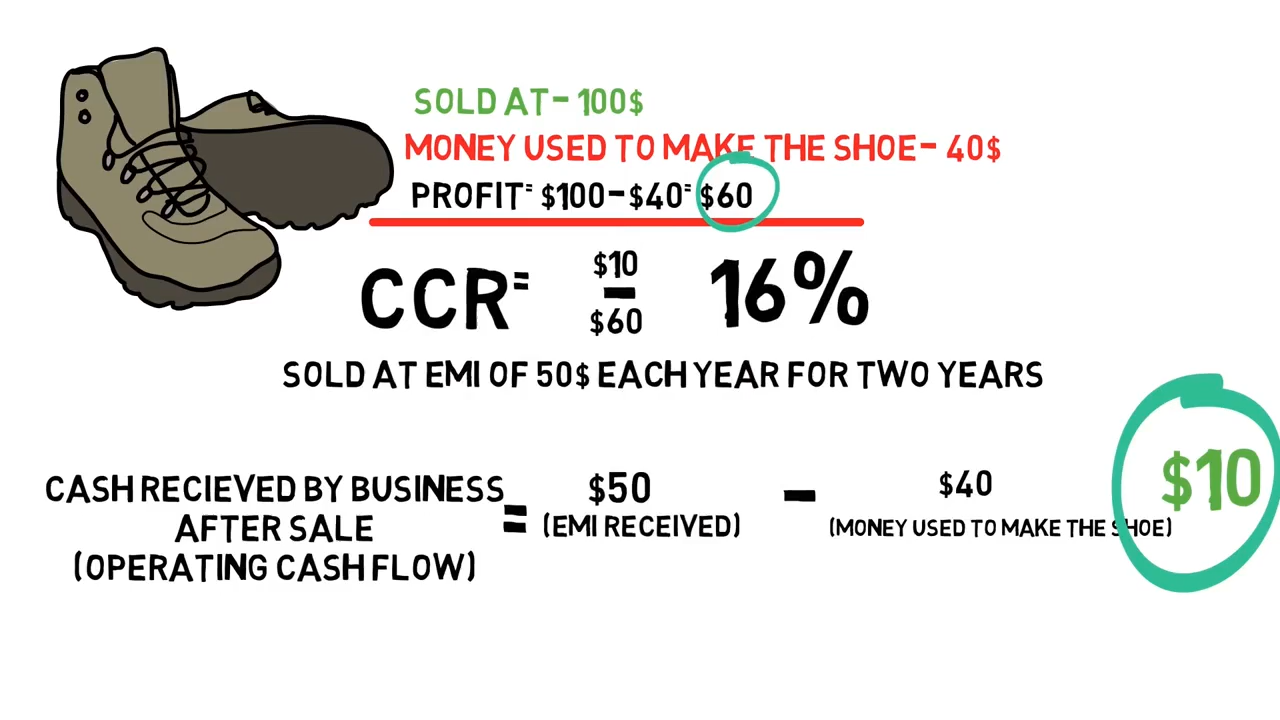 SOLD AT- 100$
MONEY USED TO MAKE THE SHOE- 40$
PROFIT= $100-$40= $60
CCR= $10 / $60 16%
SOLD AT EMI OF 50$ EACH YEAR FOR TWO YEARS
CASH RECIEVED BY BUSINESS
AFTER SALE
(OPERATING CASH FLOW)
=
$50
(EMI RECEIVED)
-
$40
(MONEY USED TO MAKE THE SHOE)
$10